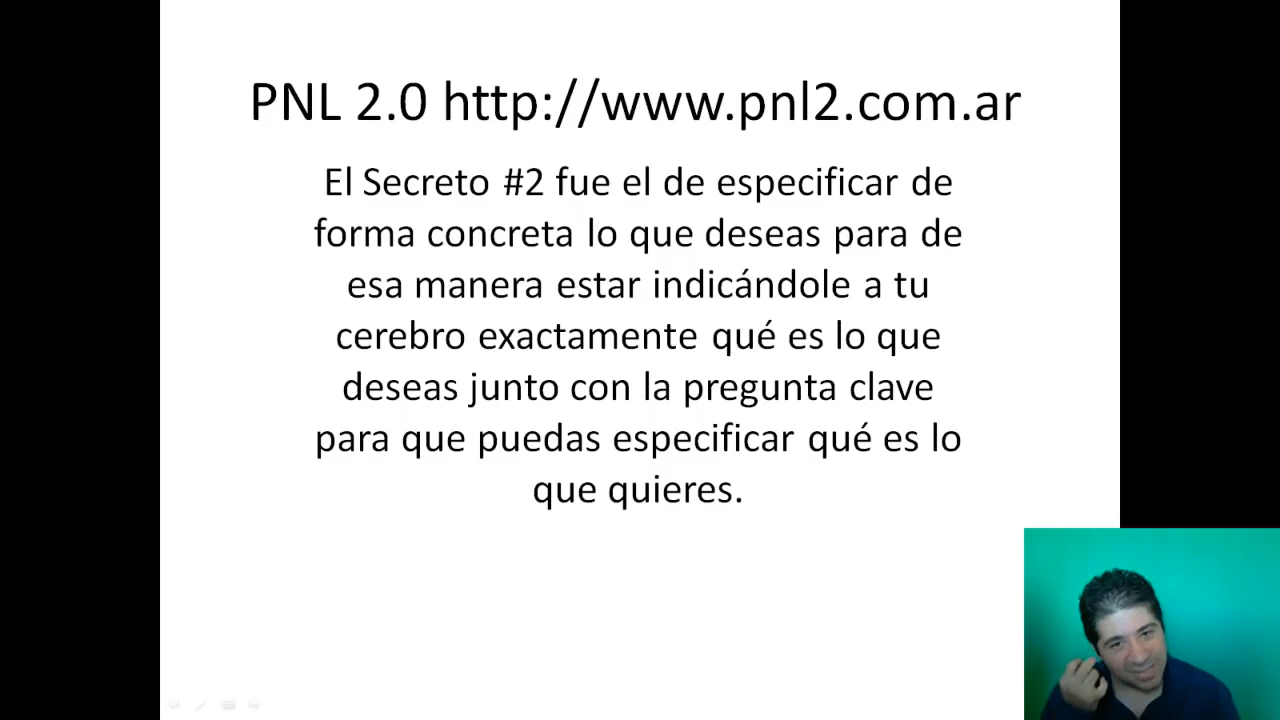 PNL 2.0 http://www.pnl2.com.ar
El Secreto #2 fue el de especificar de
forma concreta lo que deseas para de
esa manera estar indicándole a tu
cerebro exactamente qué es lo que
deseas junto con la pregunta clave
para que puedas especificar qué es lo
que quieres.